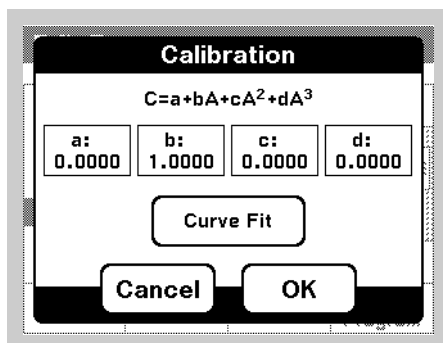 Calibration
C=a+bA+cA²+dA³
a: b: c: d:
0.0000 1.0000 0.0000 0.0000
Curve Fit
Cancel OK